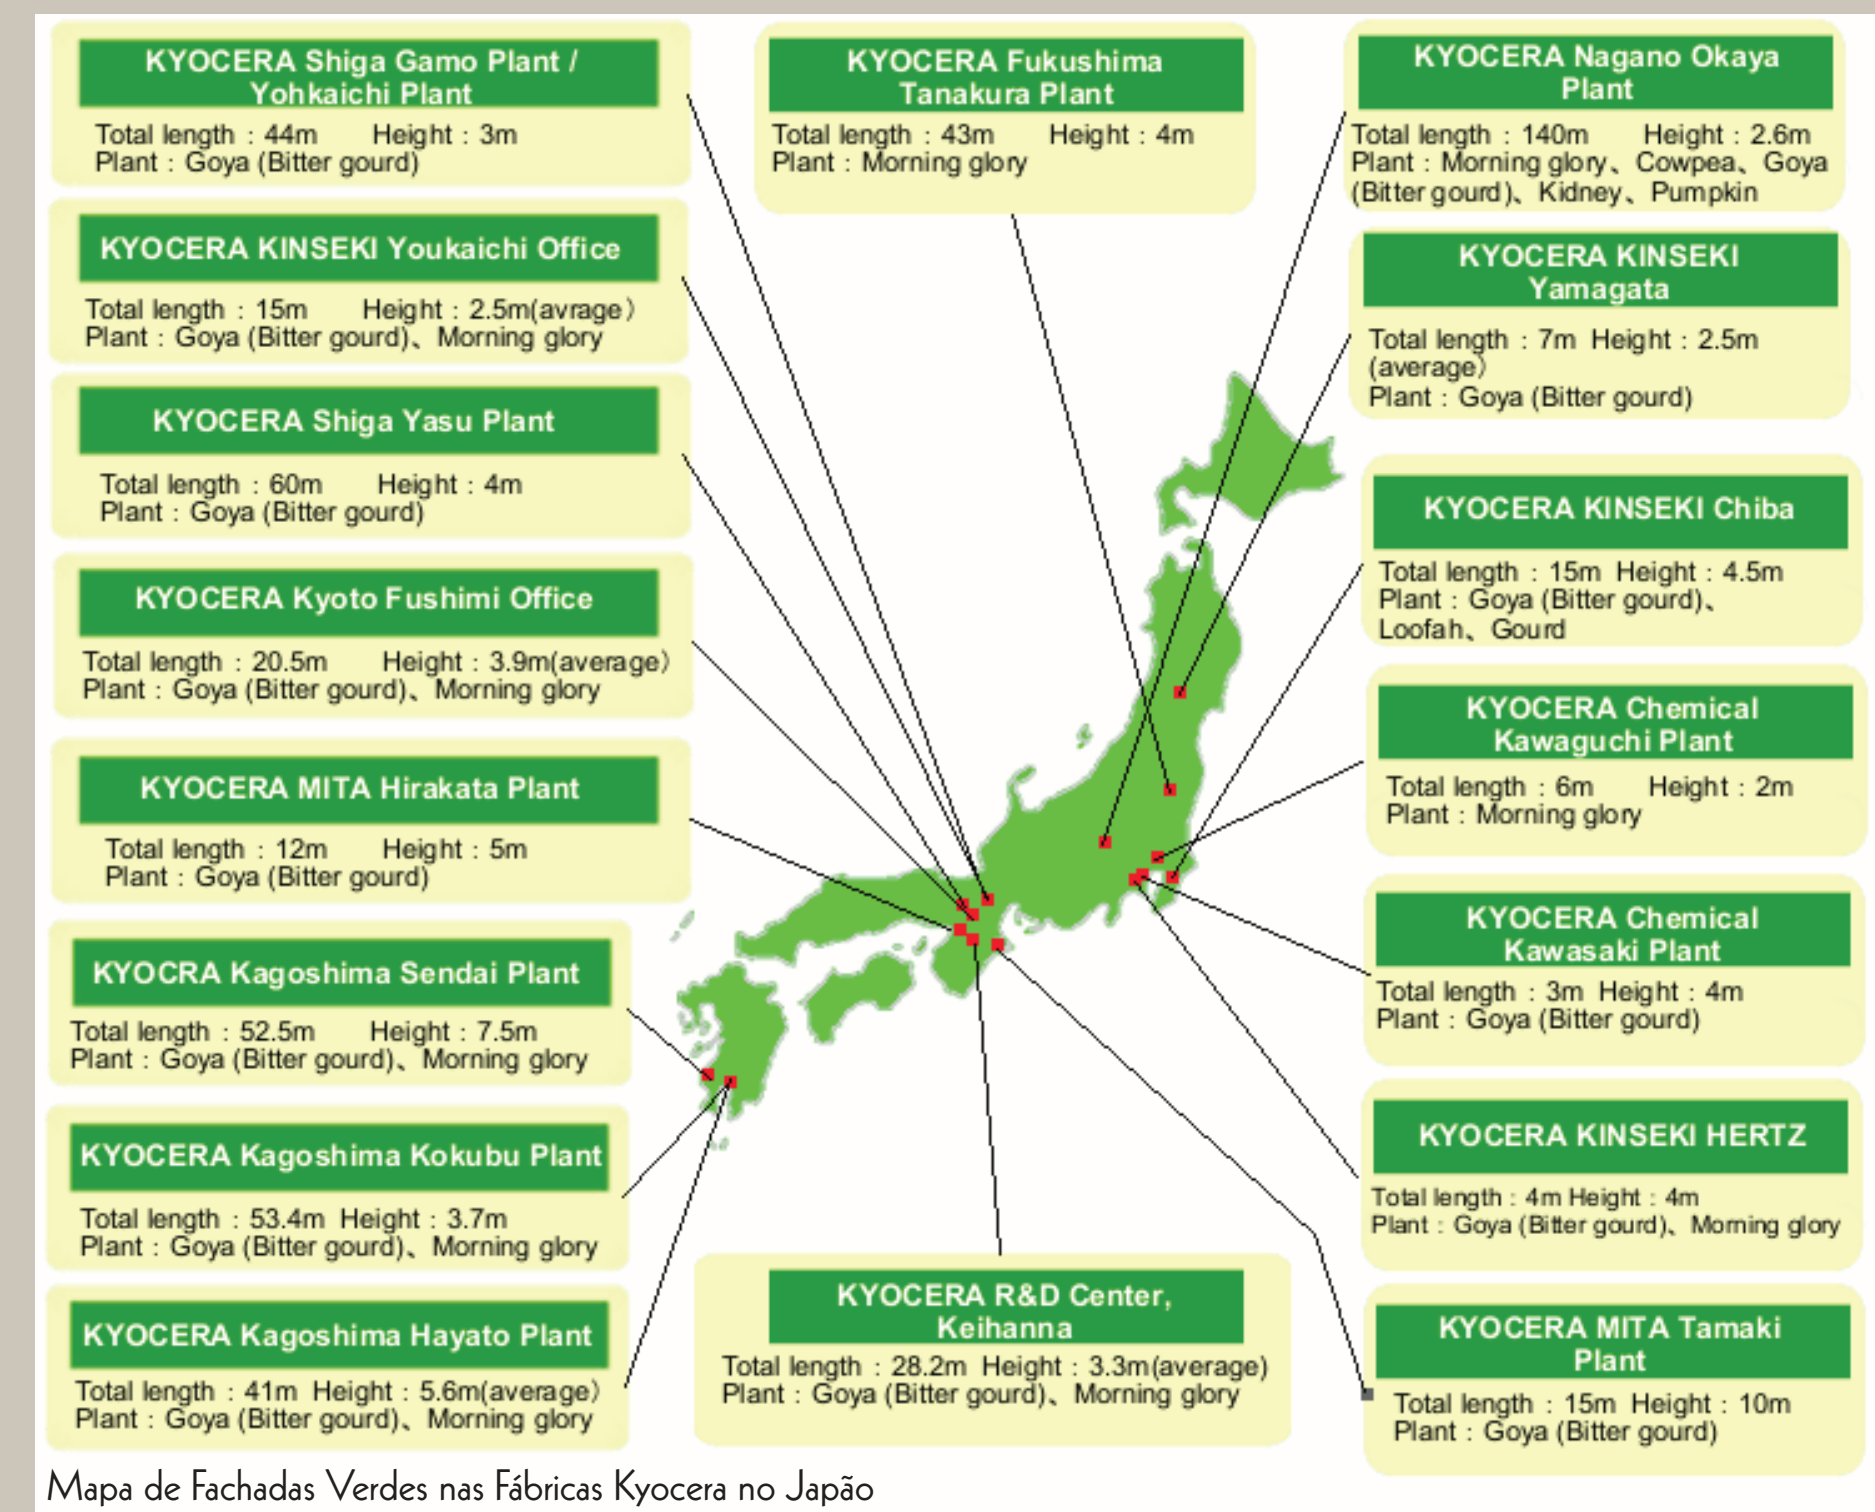 KYOCERA Shiga Gamo Plant /
Yohkaichi Plant
Total length : 44m Height : 3m
Plant : Goya (Bitter gourd)
KYOCERA KINSEKI Youkaichi Office
Total length : 15m Height : 2.5m(avrage)
Plant : Goya (Bitter gourd)、Morning glory
KYOCERA Shiga Yasu Plant
Total length : 60m Height : 4m
Plant : Goya (Bitter gourd)
KYOCERA Kyoto Fushimi Office
Total length : 20.5m Height : 3.9m(average)
Plant : Goya (Bitter gourd)、Morning glory
KYOCERA MITA Hirakata Plant
Total length : 12m Height : 5m
Plant : Goya (Bitter gourd)
KYOCRA Kagoshima Sendai Plant
Total length : 52.5m Height : 7.5m
Plant : Goya (Bitter gourd)、Morning glory
KYOCERA Kagoshima Kokubu Plant
Total length : 53.4m Height : 3.7m
Plant : Goya (Bitter gourd)、Morning glory
KYOCERA Kagoshima Hayato Plant
Total length : 41m Height : 5.6m(average)
Plant : Goya (Bitter gourd)、Morning glory
KYOCERA Fukushima
Tanakura Plant
Total length : 43m Height : 4m
Plant : Morning glory
KYOCERA R&D Center,
Keihanna
Total length : 28.2m Height : 3.3m(average)
Plant : Goya (Bitter gourd)、Morning glory
KYOCERA Nagano Okaya
Plant
Total length : 140m Height : 2.6m
Plant : Morning glory、Cowpea、Goya
(Bitter gourd)、Kidney、Pumpkin
KYOCERA KINSEKI
Yamagata
Total length : 7m Height : 2.5m
(average)
Plant : Goya (Bitter gourd)
KYOCERA KINSEKI Chiba
Total length : 15m Height : 4.5m
Plant : Goya (Bitter gourd)、
Loofah、Gourd
KYOCERA Chemical
Kawaguchi Plant
Total length : 6m Height : 2m
Plant : Morning glory
KYOCERA Chemical
Kawasaki Plant
Total length : 3m Height : 4m
Plant : Goya (Bitter gourd)
KYOCERA KINSEKI HERTZ
Total length : 4m Height : 4m
Plant : Goya (Bitter gourd)、Morning glory
KYOCERA MITA Tamaki
Plant
Total length : 15m Height : 10m
Plant : Goya (Bitter gourd)
Mapa de Fachadas Verdes nas Fábricas Kyocera no Japão